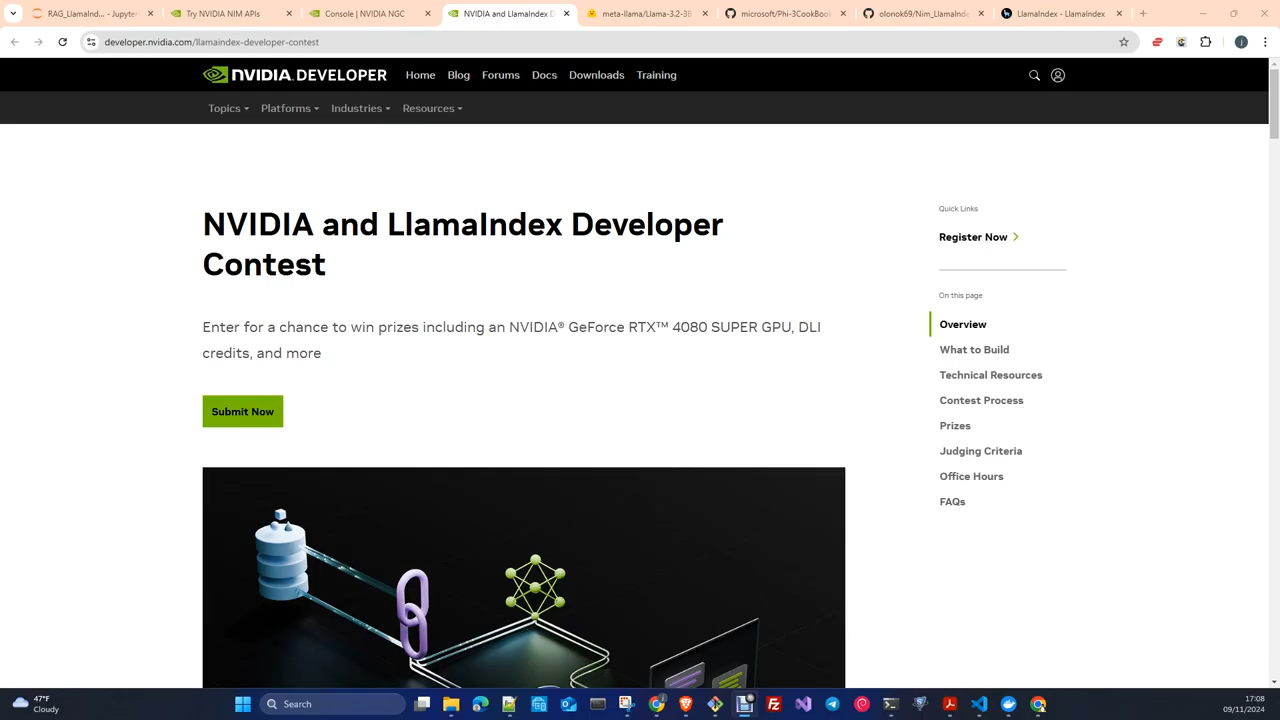 RAG_LlamaInd... - Jupyter
Try NVIDIA NIM APIs
Console | NVIDIA NGC
NVIDIA and LlamaIndex D
meta-llama/Llama-3.2-3B
microsoft/Phi-3CookBook
olonok69/Nim_LlamaInde
LlamaIndex - LlamaIndex
developer.nvidia.com/llamaindex-developer-contest
NVIDIA. DEVELOPER
Home
Blog
Forums
Docs
Downloads
Training
Topics
Platforms
Industries
Resources
NVIDIA and LlamaIndex Developer
Contest
Enter for a chance to win prizes including an NVIDIA® GeForce RTX™ 4080 SUPER GPU, DLI
credits, and more
Submit Now
Quick Links
Register Now
On this page
Overview
What to Build
Technical Resources
Contest Process
Prizes
Judging Criteria
Office Hours
FAQs
47°F
Cloudy
Search
17:08
09/11/2024